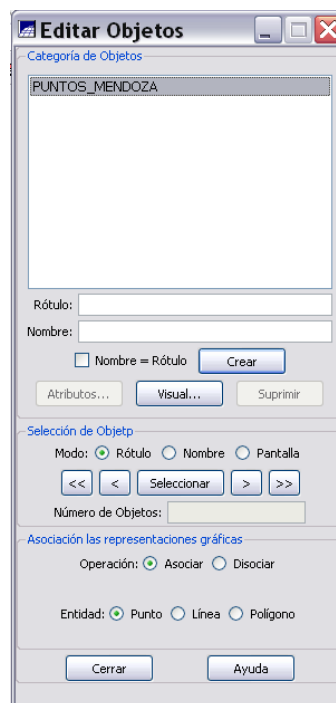 Editar Objetos
Categoría de Objetos
PUNTOS_MENDOZA
Rótulo:
Nombre:
Nombre = Rótulo Crear
Atributos... Visual... Suprimir
Selección de Objetp
Modo: Rótulo Nombre Pantalla
<< < Seleccionar > >>
Número de Objetos:
Asociación las representaciones gráficas
Operación: Asociar Disociar
Entidad: Punto Línea Polígono
Cerrar Ayuda